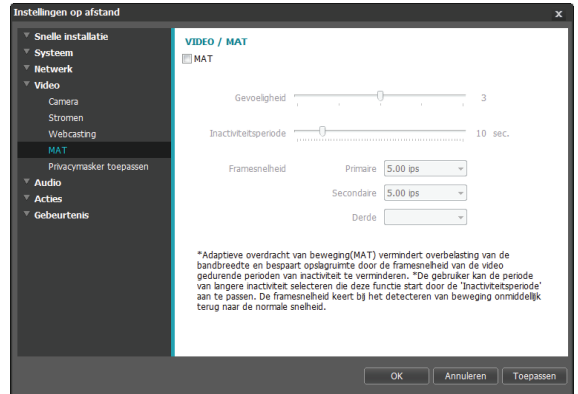 Instellingen op afstand
x
Snelle installatie
Systeem
Netwerk
Video
Camera
Stromen
Webcasting
MAT
Privacymasker toepassen
Audio
Acties
Gebeurtenis
VIDEO / MAT
MAT
Gevoeligheid 3
Inactiviteitsperiode 10 sec.
Framesnelheid Primaire 5.00 ips
Secondaire 5.00 ips
Derde
*Adaptieve overdracht van beweging(MAT) vermindert overbelasting van de
bandbreedte en bespaart opslagruimte door de framesnelheid van de video
gedurende perioden van inactiviteit te verminderen. *De gebruiker kan de periode
van langere inactiviteit selecteren die deze functie start door de 'Inactiviteitsperiode'
aan te passen. De framesnelheid keert bij het detecteren van beweging onmiddellijk
terug naar de normale snelheid.
OK Annuleren Toepassen